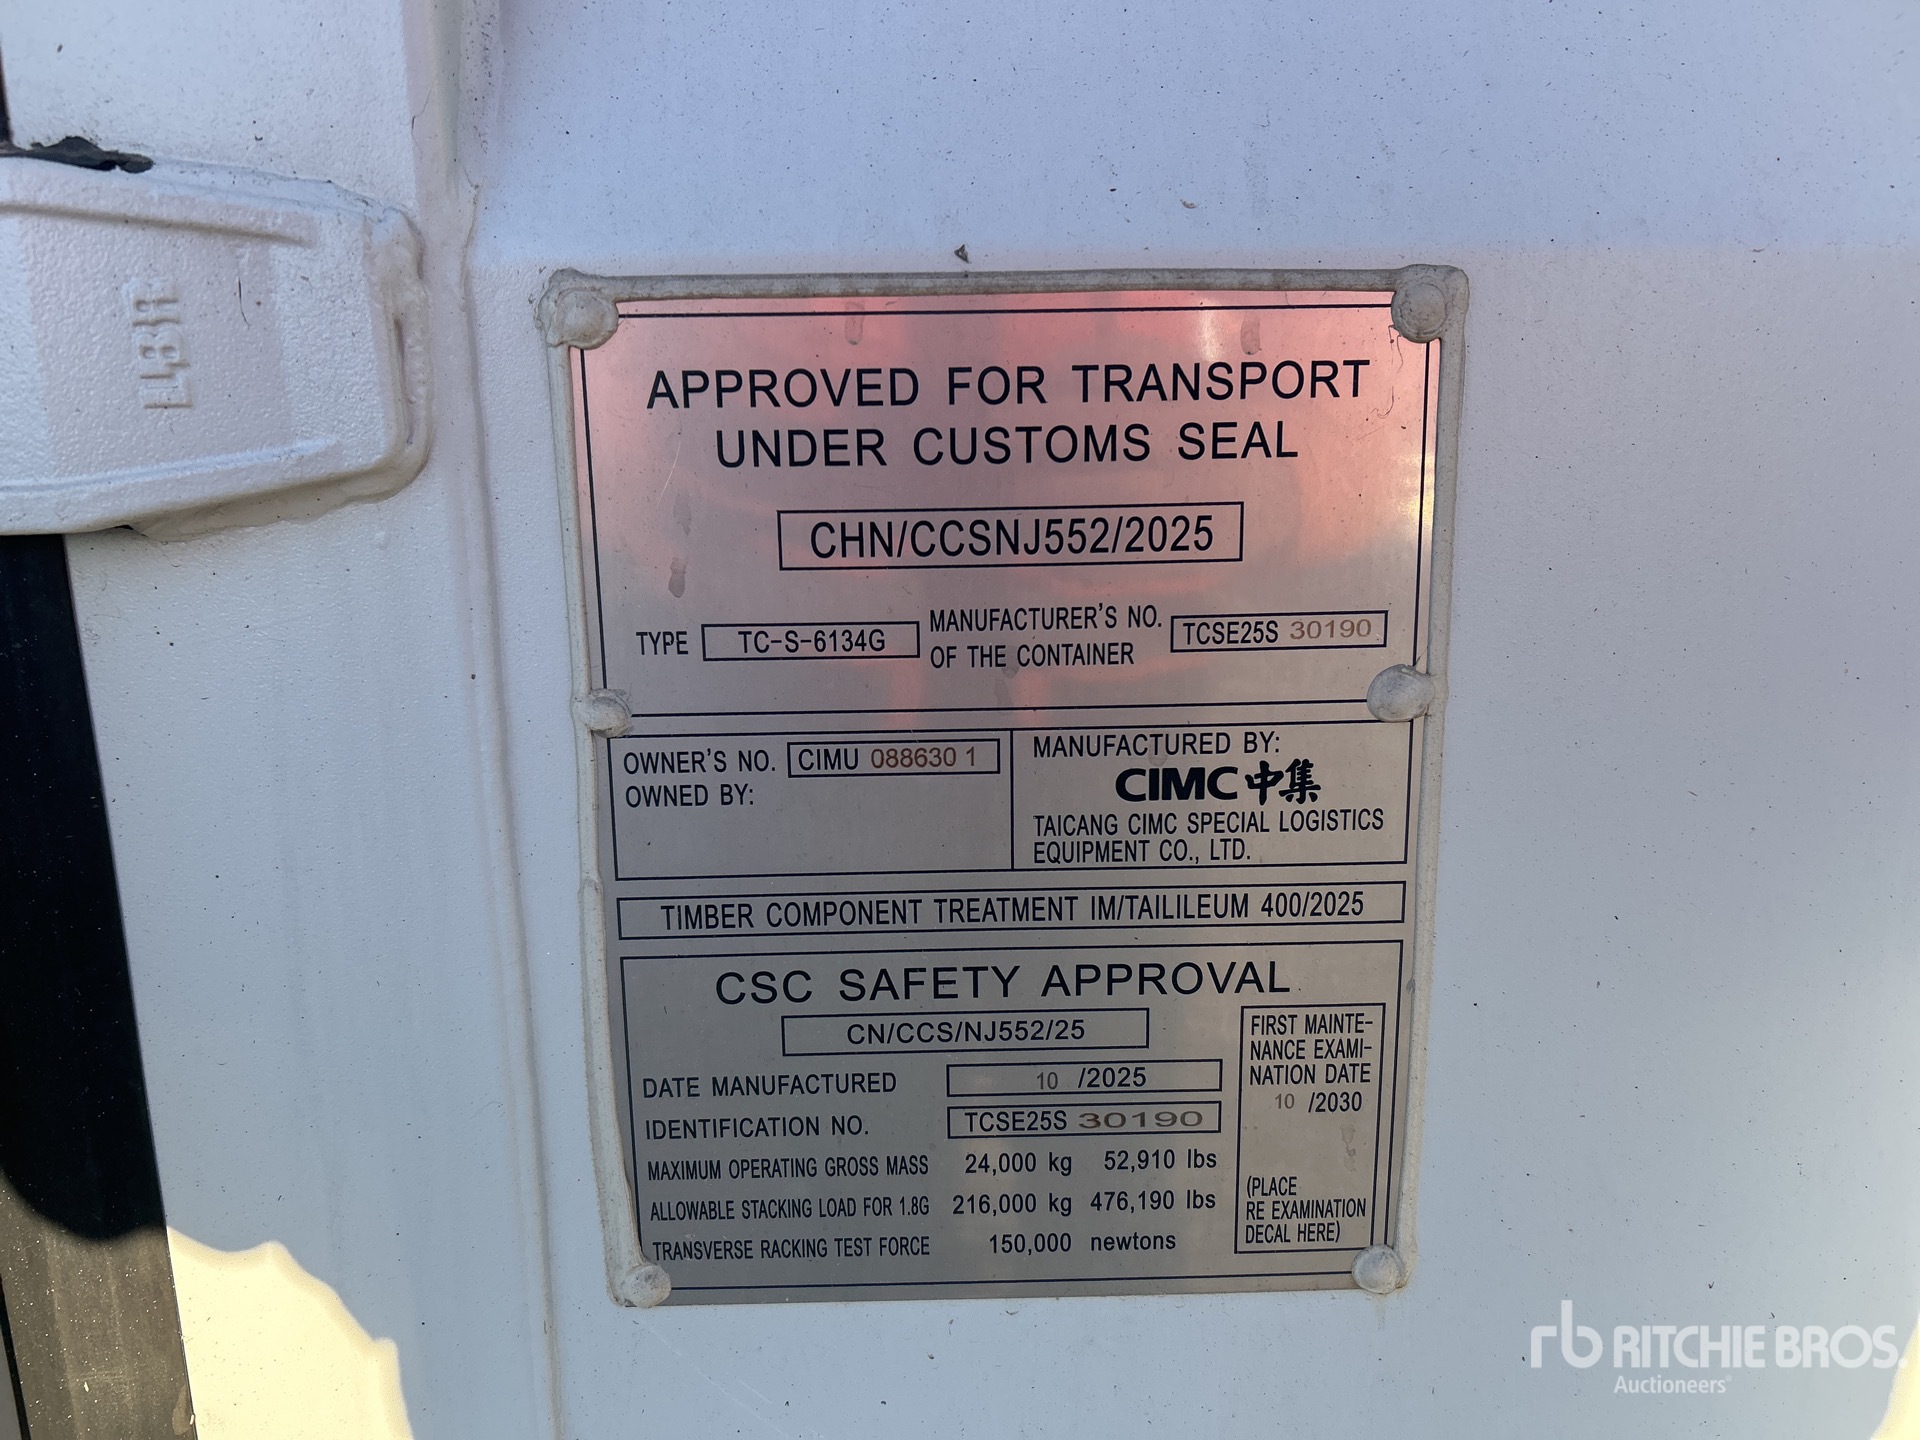 APPROVED FOR TRANSPORT
UNDER CUSTOMS SEAL
CHN/CCSNJ552/2025
TYPE TC-S-6134G MANUFACTURER'S NO. OF THE CONTAINER TCSE25S 30190
OWNER'S NO. CIMU 088630 1
OWNED BY:
MANUFACTURED BY:
CIMC中集
TAICANG CIMC SPECIAL LOGISTICS
EQUIPMENT CO., LTD.
TIMBER COMPONENT TREATMENT IM/TAILILEUM 400/2025
CSC SAFETY APPROVAL
CN/CCS/NJ552/25
DATE MANUFACTURED 10 /2025
IDENTIFICATION NO. TCSE25S 30190
MAXIMUM OPERATING GROSS MASS 24,000 kg 52,910 lbs
ALLOWABLE STACKING LOAD FOR 1.8G 216,000 kg 476,190 lbs
TRANSVERSE RACKING TEST FORCE 150,000 newtons
FIRST MAINTE-
NANCE EXAMI-
NATION DATE
10 /2030
(PLACE
RE EXAMINATION
DECAL HERE)
rb RITCHIE BROS.
Auctioneers